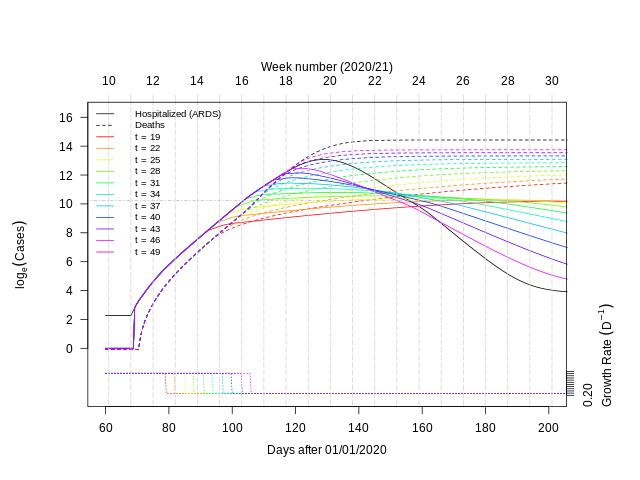 Week number (2020/21)
10 12 14 16 18 20 22 24 26 28 30
Hospitalized (ARDS)
Deaths
t = 19
t = 22
t = 25
t = 28
t = 31
t = 34
t = 37
t = 40
t = 43
t = 46
t = 49
16
14
12
10
8
6
4
2
0
logₑ(Cases)
0.20
Growth Rate (D⁻¹)
60 80 100 120 140 160 180 200
Days after 01/01/2020